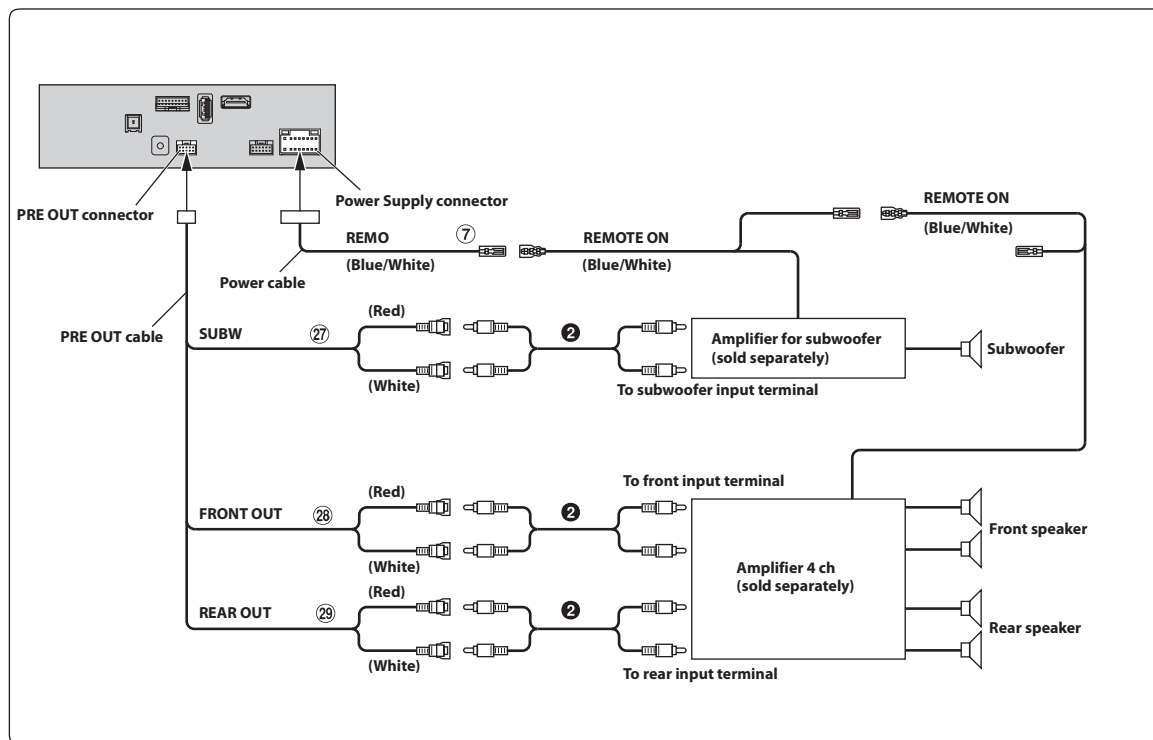 REMOTE ON
(Blue/White)
PRE OUT connector
Power Supply connector
REMO
⑦
(Blue/White)
REMOTE ON
(Blue/White)
Power cable
PRE OUT cable
SUBW
㉗
(Red)
(White)
❷
Amplifier for subwoofer
(sold separately)
Subwoofer
To subwoofer input terminal
To front input terminal
FRONT OUT
㉘
(Red)
(White)
❷
Front speaker
Amplifier 4 ch
(sold separately)
REAR OUT
㉙
(Red)
(White)
❷
Rear speaker
To rear input terminal